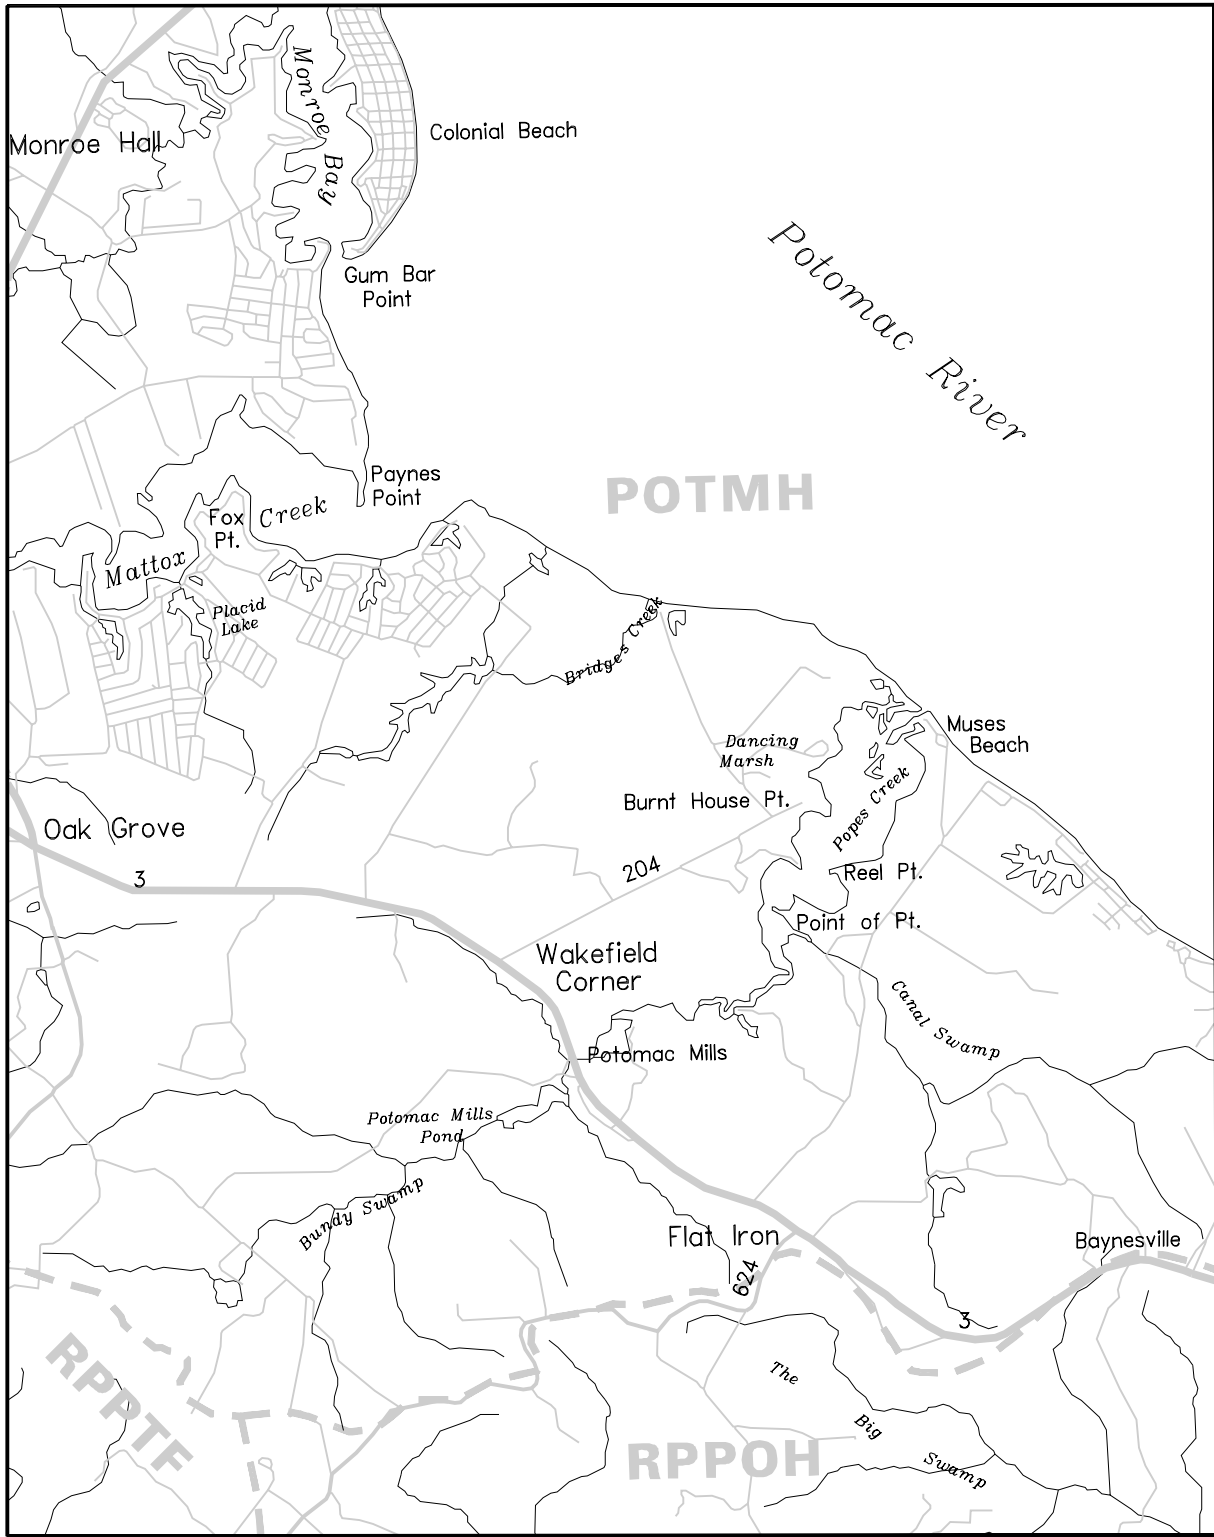 Monroe Bay
Monroe Hall
Colonial Beach
Potomac River
Gum Bar
Point
Paynes
Point
POTMH
Fox
Pt.
Creek
Mattox
Placid
Lake
Bridges Creek
Muses
Beach
Dancing
Marsh
Burnt House Pt.
Popes Creek
Oak Grove
204
3
Reel Pt.
Point of Pt.
Wakefield
Corner
Canal Swamp
Potomac Mills
Potomac Mills
Pond
Bundy Swamp
Flat Iron
Baynesville
624
3
RPPTF
The
Big
Swamp
RPPOH